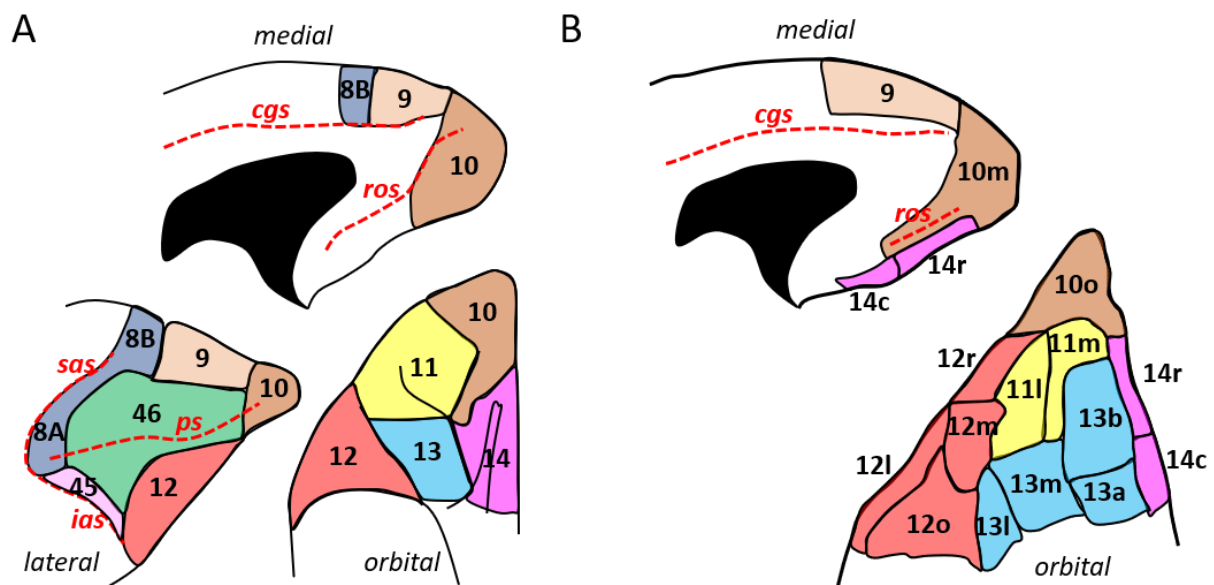 A
medial
8B
9
cgs
10
ros
8B
9
10
sas
46
ps
8A
45
12
ias
lateral
10
11
12
13
14
orbital
B
medial
9
cgs
10m
ros
14r
14c
10o
12r
11m
11l
14r
12m
13b
12l
14c
13m
13a
12o
13l
orbital